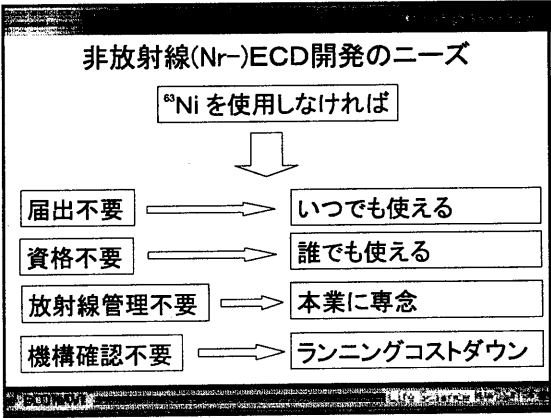 非放射線(Nr-)ECD開発のニーズ
⁶³Ni を使用しなければ
届出不要
いつでも使える
資格不要
誰でも使える
放射線管理不要
本業に専念
機構確認不要
ランニングコストダウン